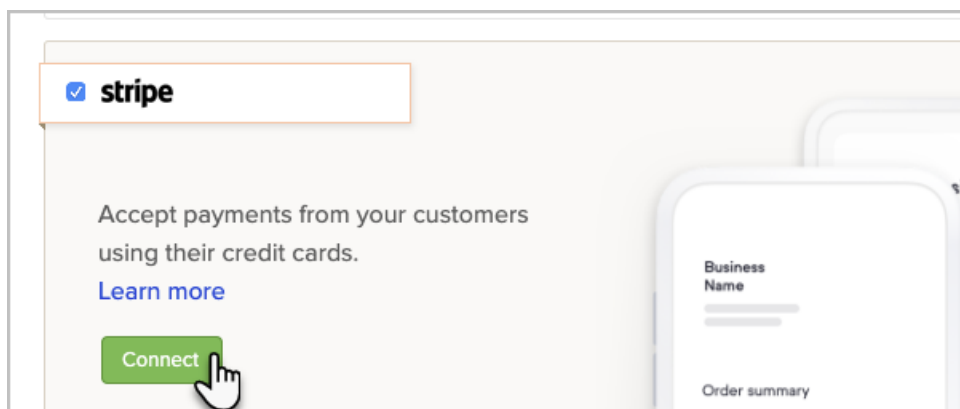 stripe
Accept payments from your customers
using their credit cards.
Learn more
Connect
Business
Name
Order summary